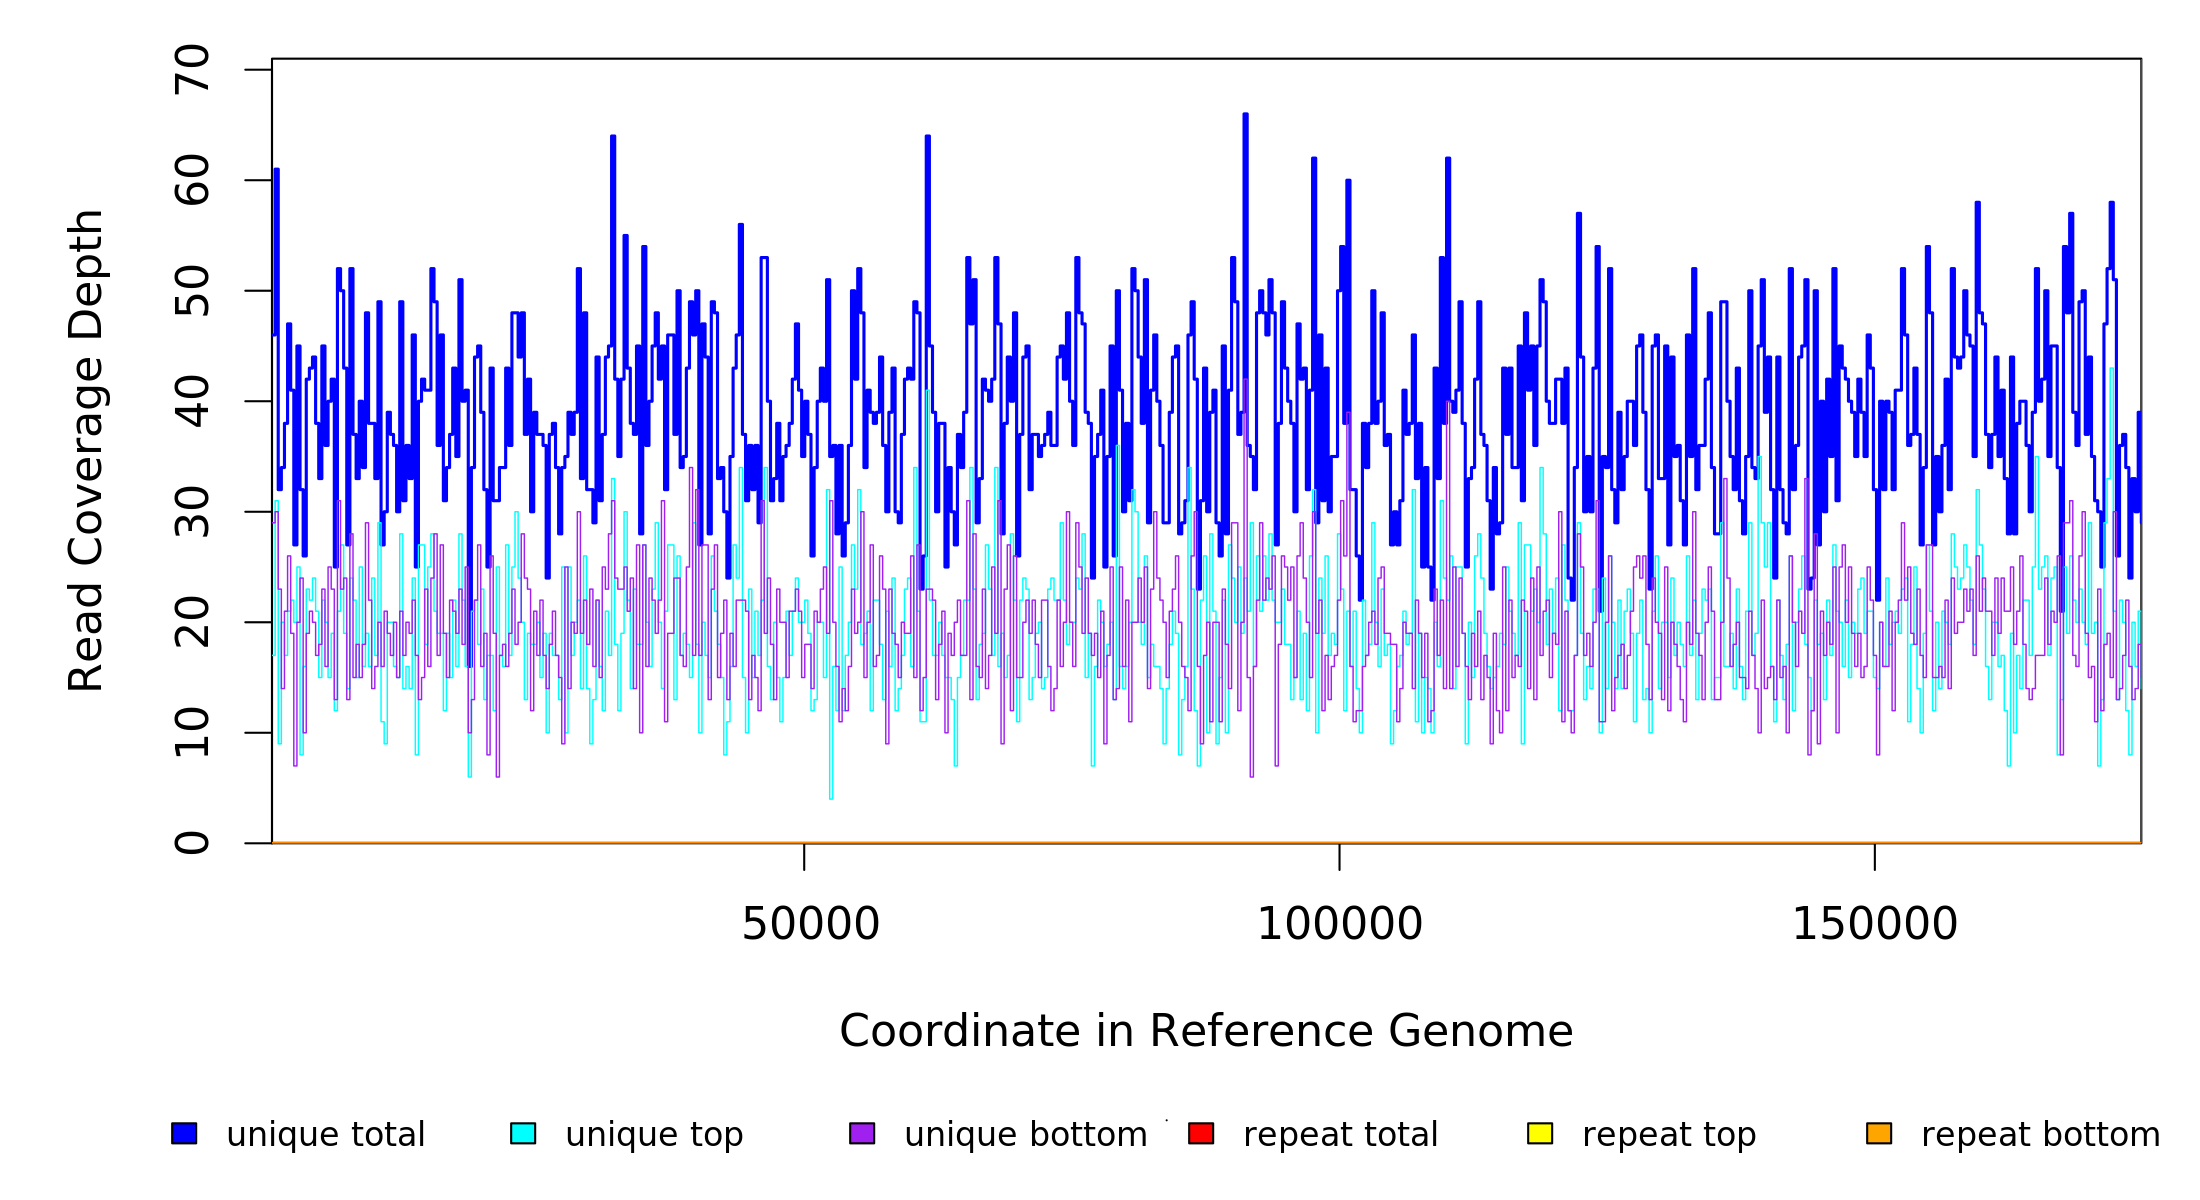 70
60
50
40
30
20
10
0
Read Coverage Depth
50000 100000 150000
Coordinate in Reference Genome
unique total unique top unique bottom repeat total repeat top repeat bottom